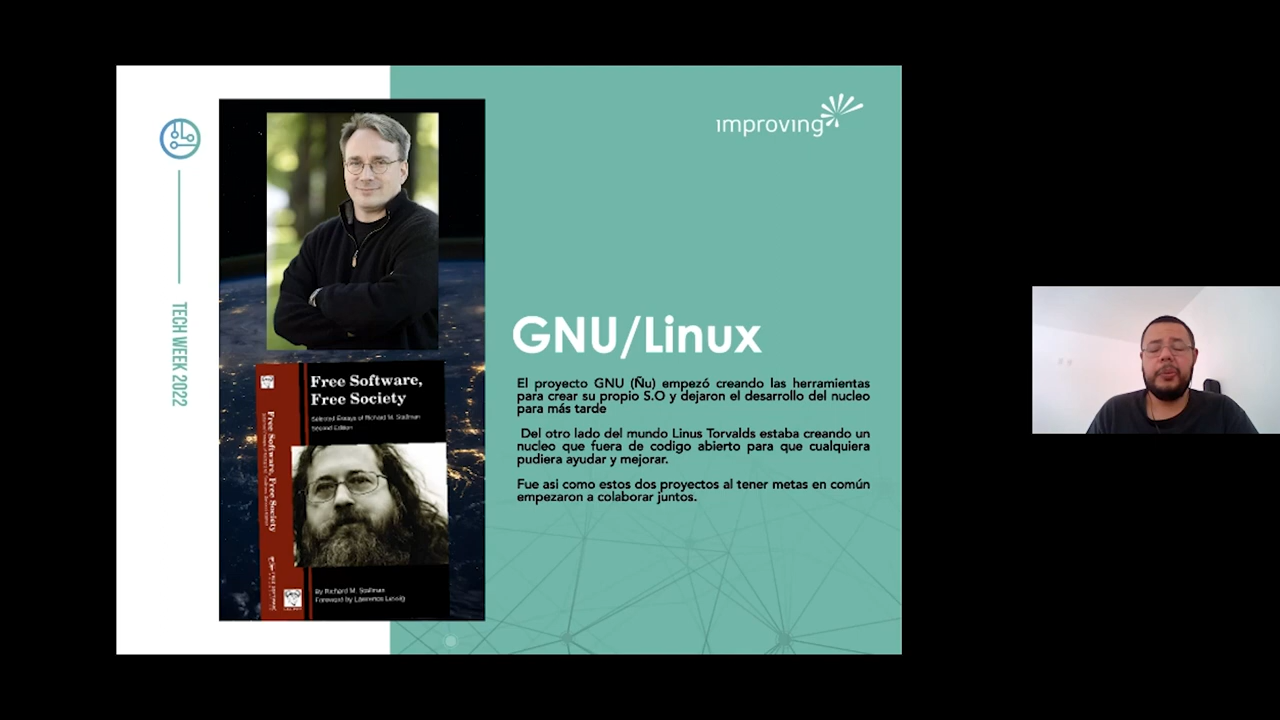 improving
TECH WEEK 2022
GNU/Linux
El proyecto GNU (Ñu) empezó creando las herramientas
para crear su propio S.O y dejaron el desarrollo del nucleo
para más tarde
Del otro lado del mundo Linus Torvalds estaba creando un
nucleo que fuera de codigo abierto para que cualquiera
pudiera ayudar y mejorar.
Fue asi como estos dos proyectos al tener metas en común
empezaron a colaborar juntos.
Free Software,
Free Society
Selected Essays of Richard M. Stallman
Second Edition
Free Software, Free Society
By Richard M. Stallman
Foreword by Lawrence Lessig